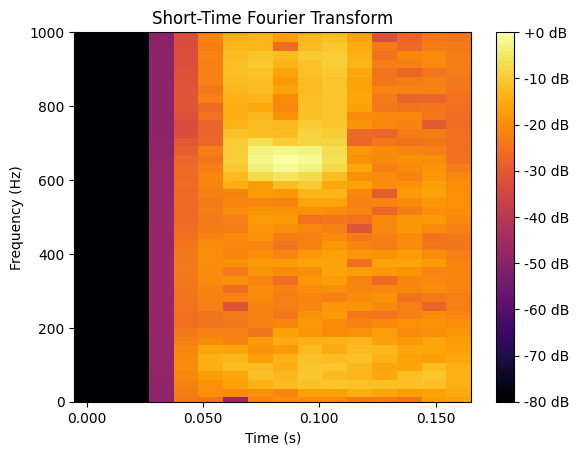 Short-Time Fourier Transform
1000
800
600
400
200
0
Frequency (Hz)
0.000
0.050
0.100
0.150
Time (s)
+0 dB
-10 dB
-20 dB
-30 dB
-40 dB
-50 dB
-60 dB
-70 dB
-80 dB